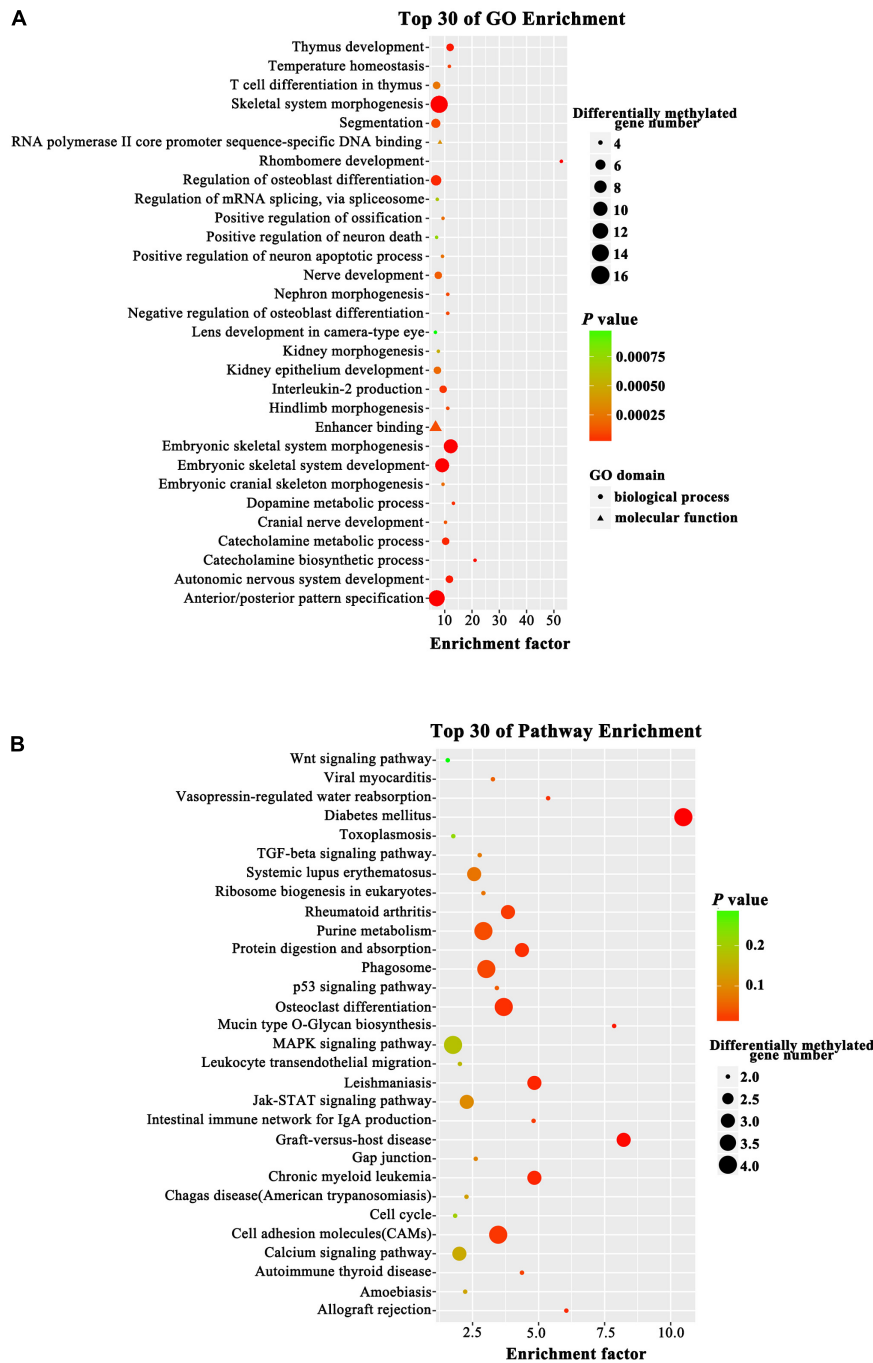 A
Top 30 of GO Enrichment
Thymus development
Temperature homeostasis
T cell differentiation in thymus
Skeletal system morphogenesis
Segmentation
RNA polymerase II core promoter sequence-specific DNA binding
Rhombomere development
Regulation of osteoblast differentiation
Regulation of mRNA splicing, via spliceosome
Positive regulation of ossification
Positive regulation of neuron death
Positive regulation of neuron apoptotic process
Nerve development
Nephron morphogenesis
Negative regulation of osteoblast differentiation
Lens development in camera-type eye
Kidney morphogenesis
Kidney epithelium development
Interleukin-2 production
Hindlimb morphogenesis
Enhancer binding
Embryonic skeletal system morphogenesis
Embryonic skeletal system development
Embryonic cranial skeleton morphogenesis
Dopamine metabolic process
Cranial nerve development
Catecholamine metabolic process
Catecholamine biosynthetic process
Autonomic nervous system development
Anterior/posterior pattern specification
10 20 30 40 50
Enrichment factor
Differentially methylated
gene number
4
6
8
10
12
14
16
P value
0.00075
0.00050
0.00025
GO domain
biological process
molecular function
B
Top 30 of Pathway Enrichment
Wnt signaling pathway
Viral myocarditis
Vasopressin-regulated water reabsorption
Diabetes mellitus
Toxoplasmosis
TGF-beta signaling pathway
Systemic lupus erythematosus
Ribosome biogenesis in eukaryotes
Rheumatoid arthritis
Purine metabolism
Protein digestion and absorption
Phagosome
p53 signaling pathway
Osteoclast differentiation
Mucin type O-Glycan biosynthesis
MAPK signaling pathway
Leukocyte transendothelial migration
Leishmaniasis
Jak-STAT signaling pathway
Intestinal immune network for IgA production
Graft-versus-host disease
Gap junction
Chronic myeloid leukemia
Chagas disease(American trypanosomiasis)
Cell cycle
Cell adhesion molecules(CAMs)
Calcium signaling pathway
Autoimmune thyroid disease
Amoebiasis
Allograft rejection
2.5 5.0 7.5 10.0
Enrichment factor
P value
0.2
0.1
Differentially methylated
gene number
2.0
2.5
3.0
3.5
4.0